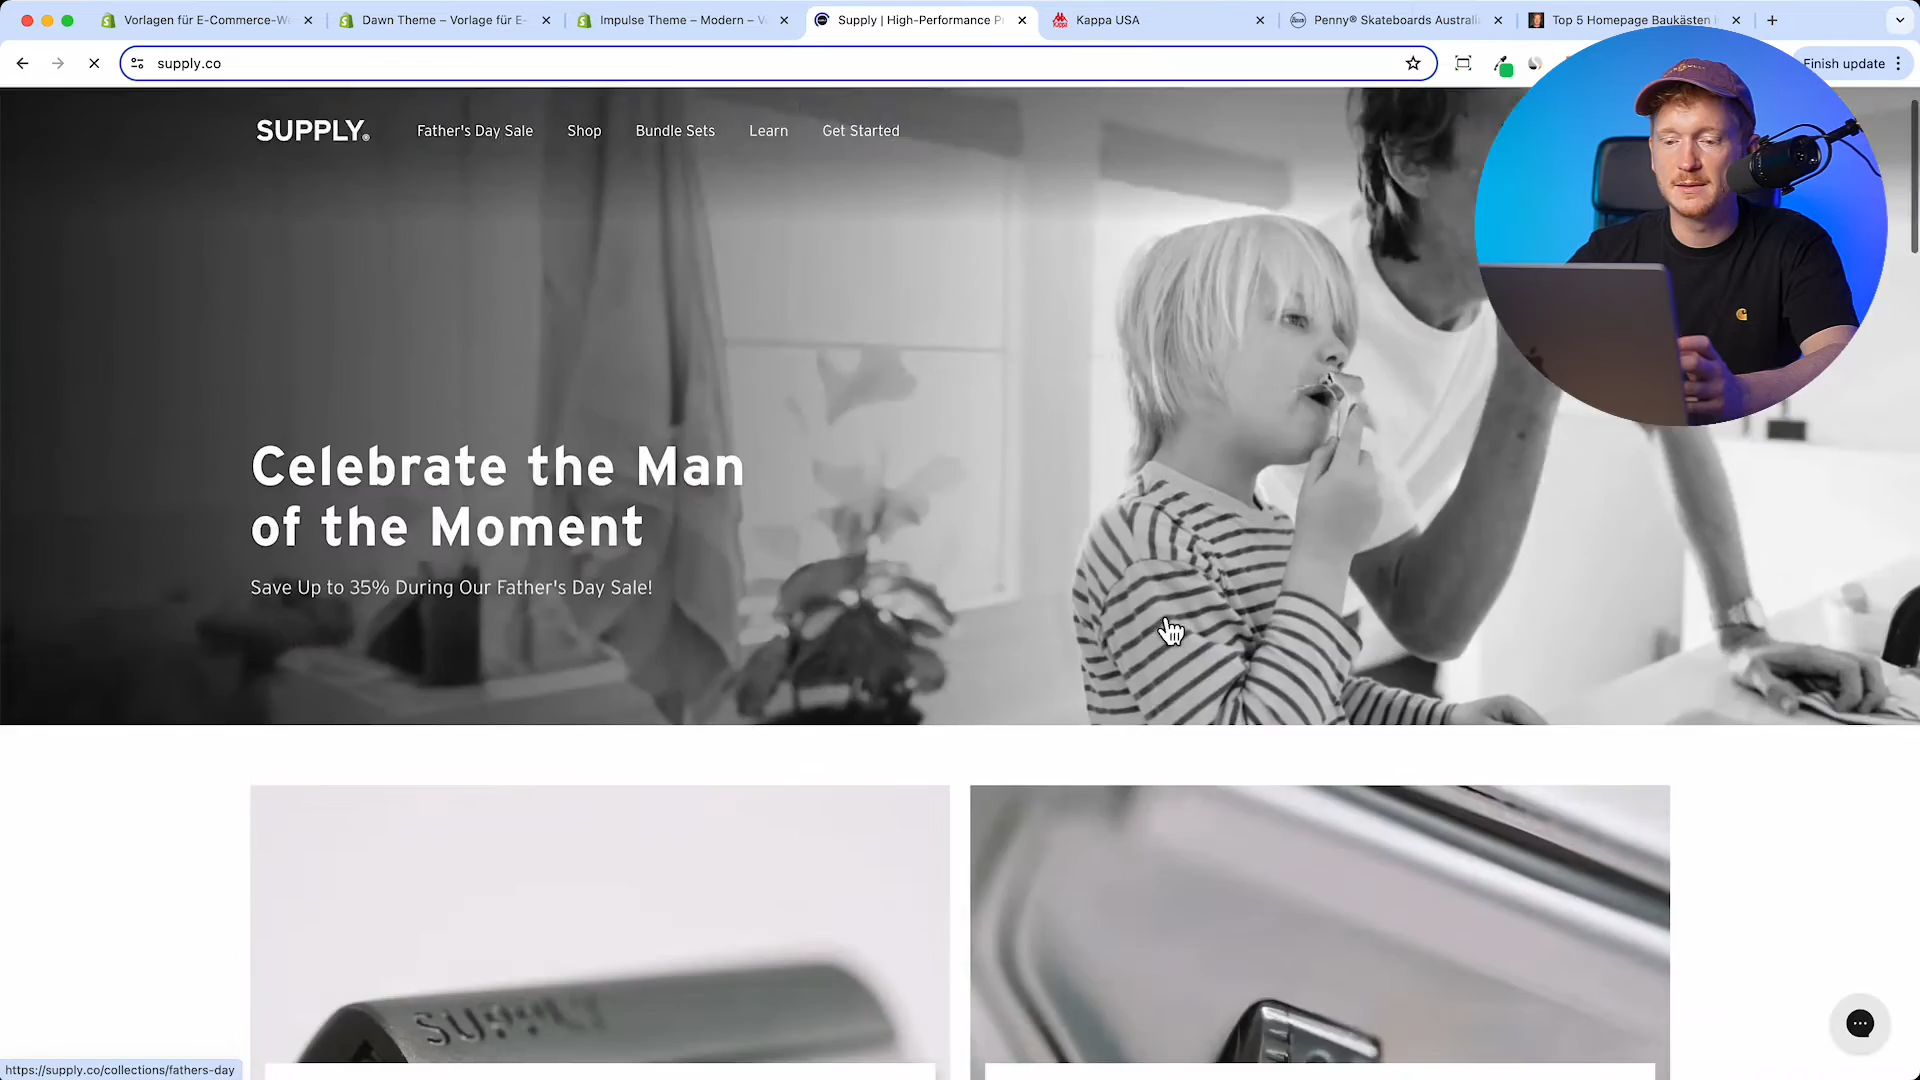 Vorlagen für E-Commerce-We
Dawn Theme – Vorlage für E-
Impulse Theme – Modern – V
Supply | High-Performance P
Kappa USA
Penny® Skateboards Australi
Top 5 Homepage Baukästen i
supply.co
Finish update
SUPPLY®
Father's Day Sale
Shop
Bundle Sets
Learn
Get Started
Celebrate the Man
of the Moment
Save Up to 35% During Our Father's Day Sale!
SUPPLY
https://supply.co/collections/fathers-day